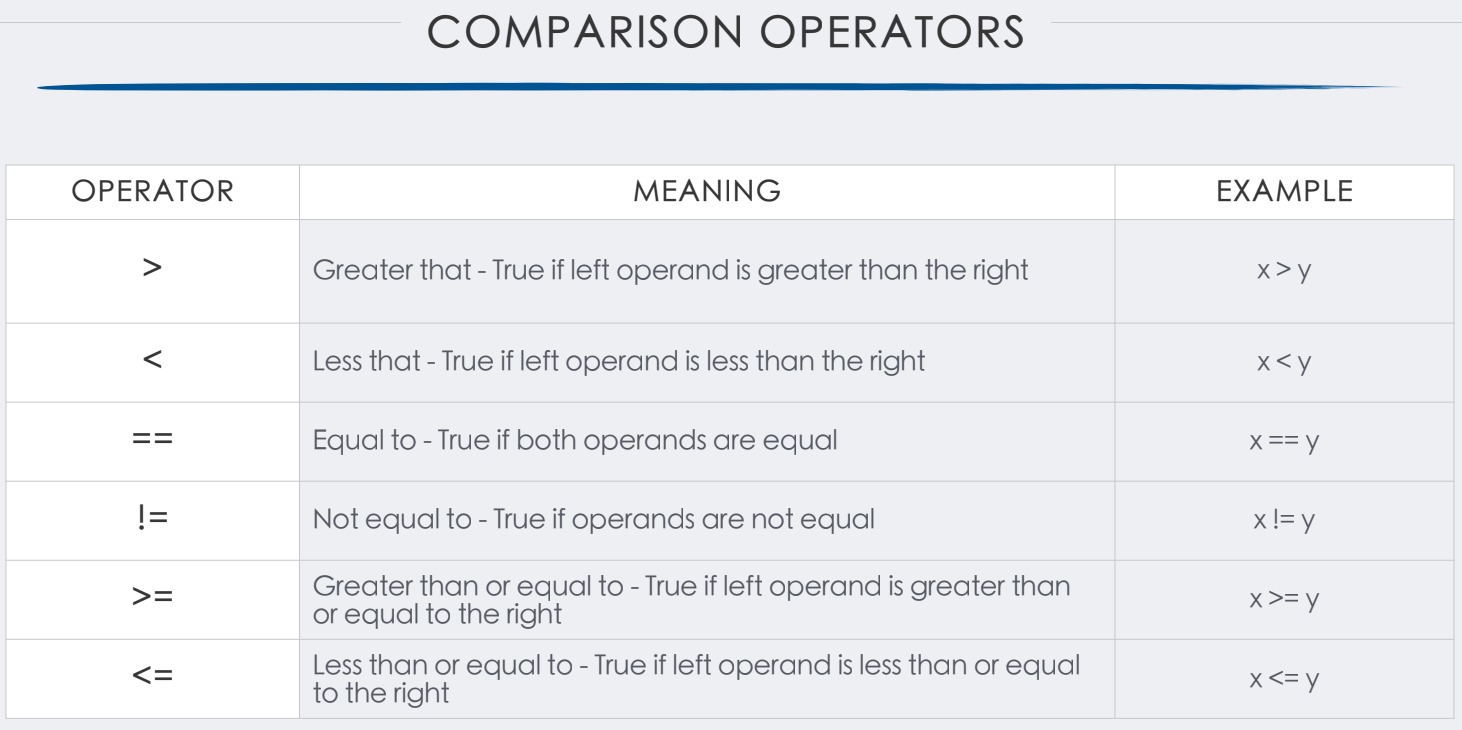 COMPARISON OPERATORS
OPERATOR MEANING EXAMPLE
> Greater that - True if left operand is greater than the right x > y
< Less that - True if left operand is less than the right x < y
== Equal to - True if both operands are equal x == y
!= Not equal to - True if operands are not equal x != y
>= Greater than or equal to - True if left operand is greater than
or equal to the right x >= y
<= Less than or equal to - True if left operand is less than or equal
to the right x <= y